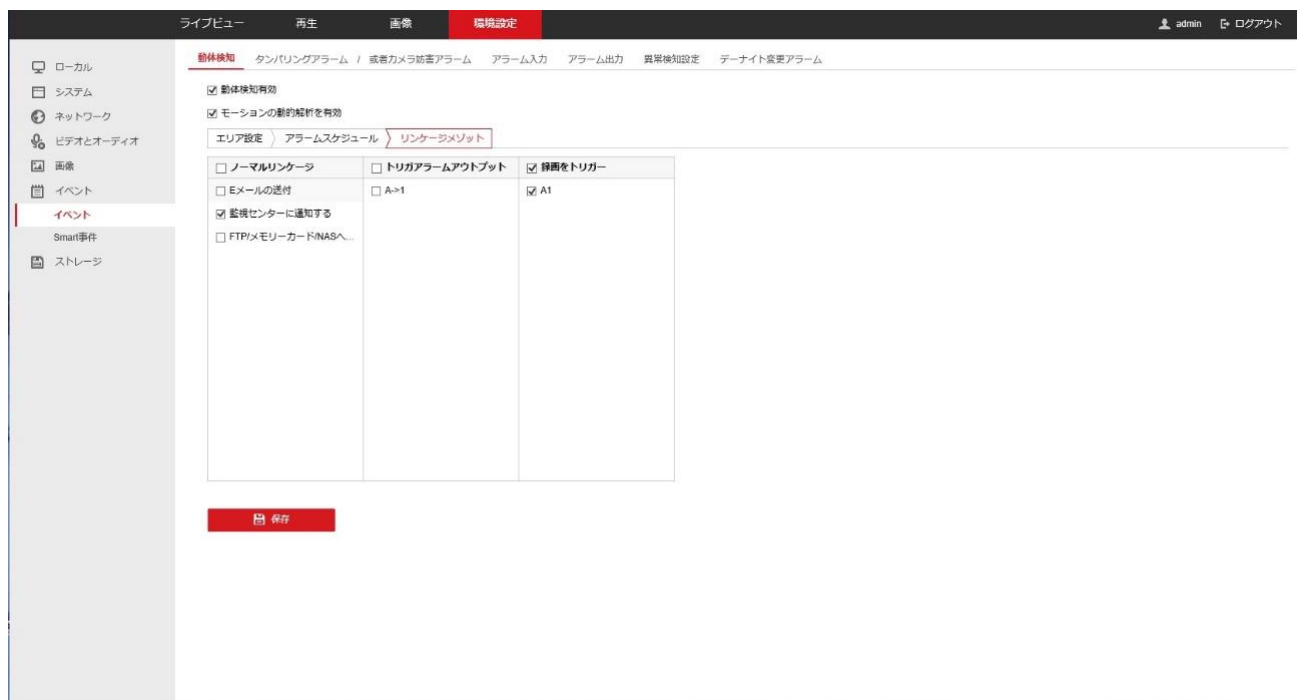 ライブビュー 再生 画像 環境設定 admin ログアウト
動体検知 タンパリングアラーム / 或者カメラ妨害アラーム アラーム入力 アラーム出力 異常検知設定 デーナイト変更アラーム
ローカル
システム
ネットワーク
ビデオとオーディオ
画像
イベント
イベント
Smart事件
ストレージ
動体検知有効
モーションの動的解析を有効
エリア設定 アラームスケジュール リンケージメソット
ノーマルリンケージ トリガアラームアウトプット 録画をトリガー
Eメールの送付 A->1 A1
監視センターに通知する
FTP/メモリーカード/NASへ...
保存